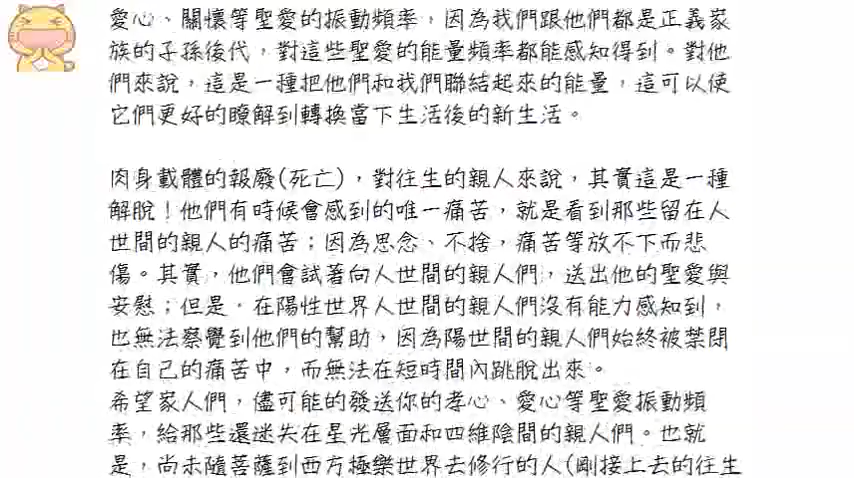 愛心、關懷等聖愛的振動頻率，因為我們跟他們都是正義家
族的子孫後代，對這些聖愛的能量頻率都能感知得到。對他
們來說，這是一種把他們和我們聯結起來的能量，這可以使
它們更好的瞭解到轉換當下生活後的新生活。
肉身載體的報廢(死亡)，對往生的親人來說，其實這是一種
解脫！他們有時候會感到的唯一痛苦，就是看到那些留在人
世間的親人的痛苦；因為思念、不捨，痛苦等放不下而悲
傷。其實，他們會試著向人世間的親人們，送出他的聖愛與
安慰；但是．在陽性世界人世間的親人們沒有能力感知到，
也無法察覺到他們的幫助，因為陽世間的親人們始終被禁閉
在自己的痛苦中，而無法在短時間內跳脫出來。
希望家人們，儘可能的發送你的孝心、愛心等聖愛振動頻
率，給那些還迷失在星光層面和四維陰間的親人們。也就
是，尚未隨菩薩到西方極樂世界去修行的人(剛接上去的往生